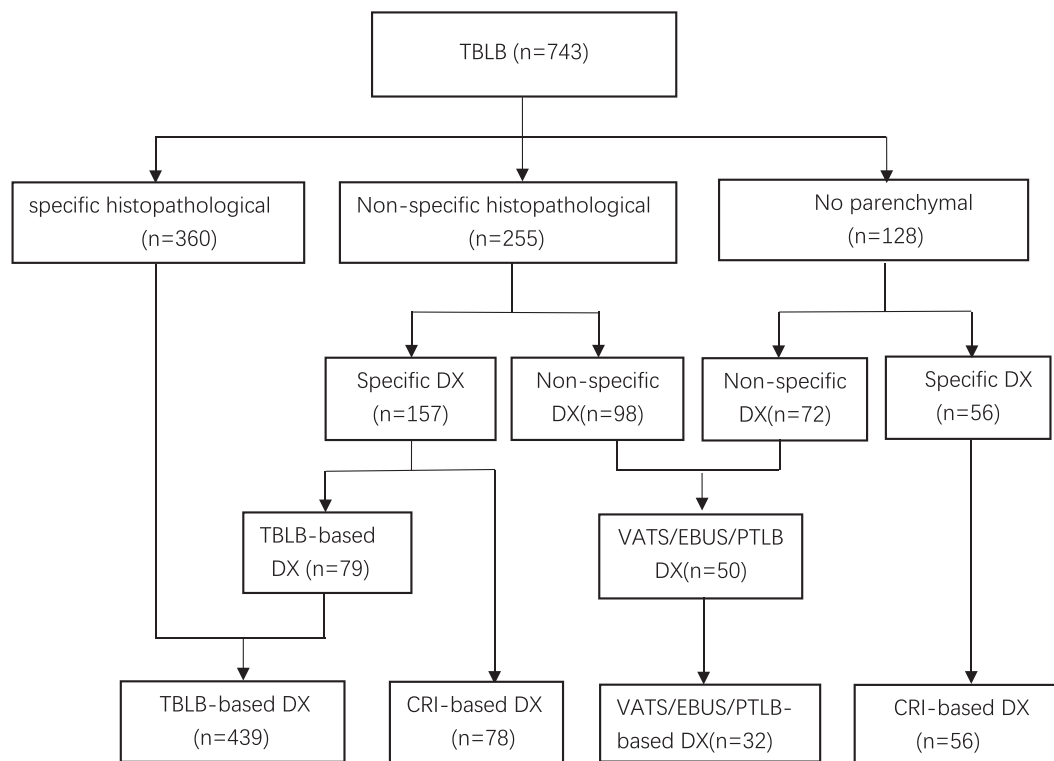 TBLB (n=743)
specific histopathological
(n=360)
Non-specific histopathological
(n=255)
No parenchymal
(n=128)
Specific DX
(n=157)
Non-specific
DX(n=98)
Non-specific
DX(n=72)
Specific DX
(n=56)
TBLB-based
DX (n=79)
VATS/EBUS/PTLB
DX(n=50)
TBLB-based DX
(n=439)
CRI-based DX
(n=78)
VATS/EBUS/PTLB-
based DX(n=32)
CRI-based DX
(n=56)